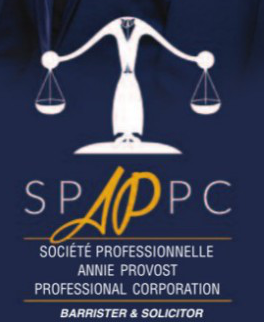 SPAPPC
SOCIÉTÉ PROFESSIONNELLE
ANNIE PROVOST
PROFESSIONAL CORPORATION
BARRISTER & SOLICITOR